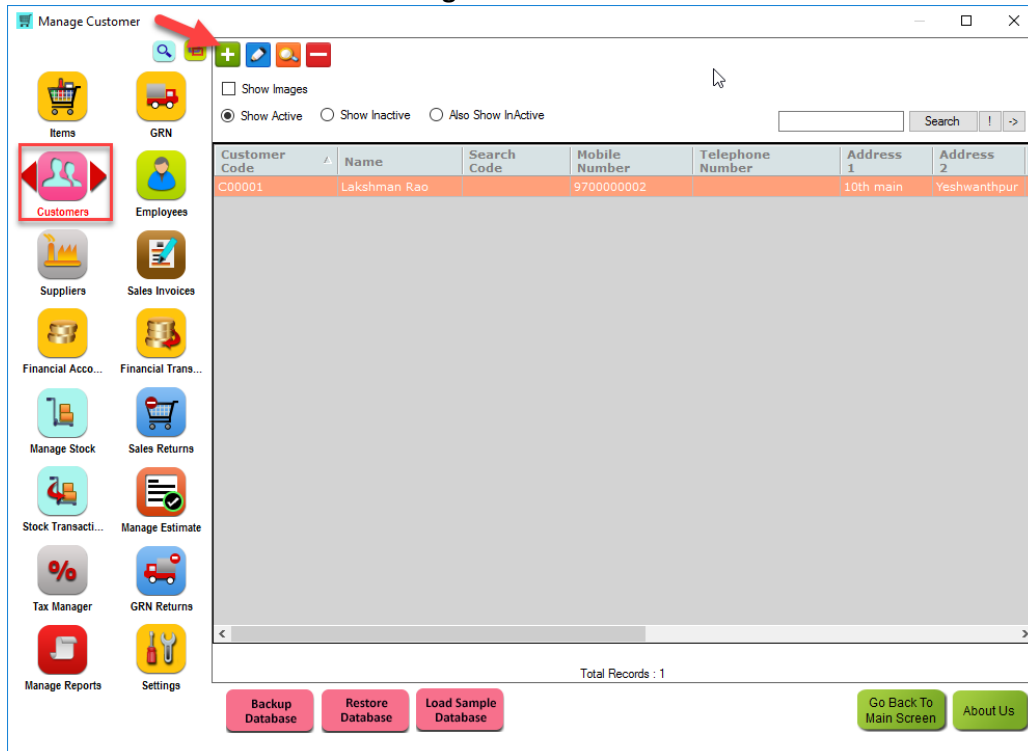 Manage Customer
Show Images
Show Active Show Inactive Also Show InActive
Search ! ->
Items GRN
Customers Employees
Suppliers Sales Invoices
Financial Acco... Financial Trans...
Manage Stock Sales Returns
Stock Transacti... Manage Estimate
% 
Tax Manager GRN Returns
Manage Reports Settings
Customer Code Name Search Code Mobile Number Telephone Number Address 1 Address 2
C00001 Lakshman Rao 9700000002 10th main Yeshwanthpur
Total Records : 1
Backup Database
Restore Database
Load Sample Database
Go Back To Main Screen
About Us